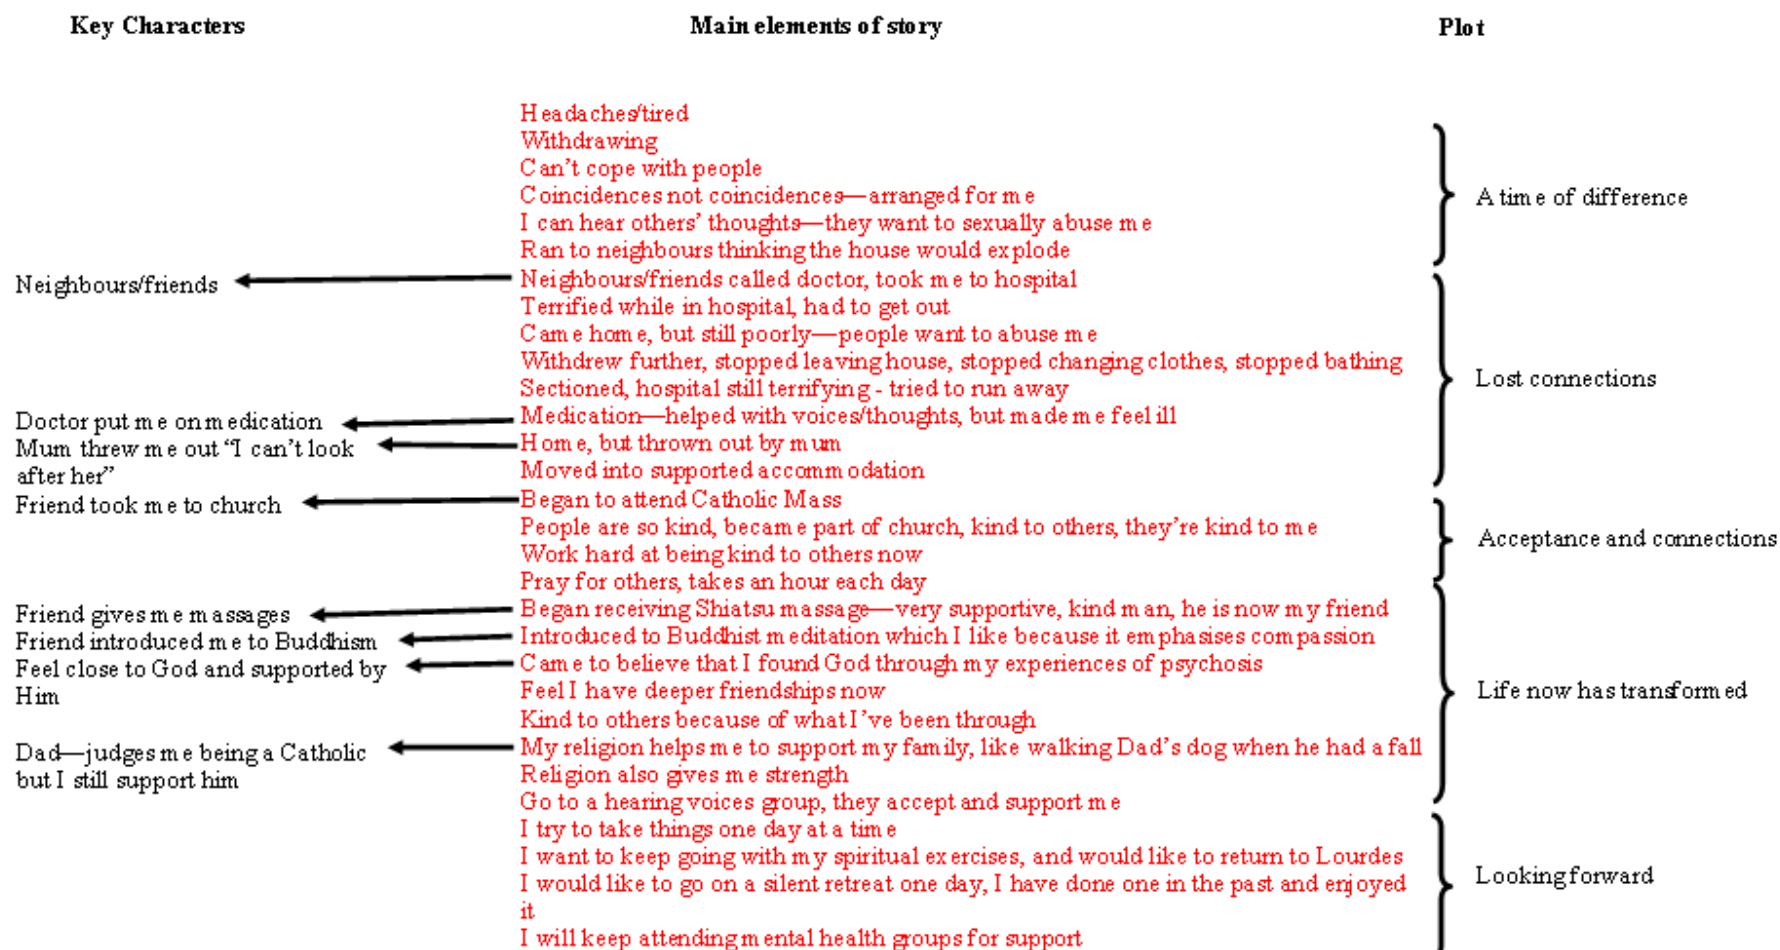 Key Characters
Main elements of story
Plot
Headaches/tired
Withdrawing
Can't cope with people
Coincidences not coincidences—arranged for me
I can hear others' thoughts—they want to sexually abuse me
Ran to neighbours thinking the house would explode
A time of difference
Neighbours/friends
Neighbours/friends called doctor, took me to hospital
Terrified while in hospital, had to get out
Came home, but still poorly—people want to abuse me
Withdrew further, stopped leaving house, stopped changing clothes, stopped bathing
Sectioned, hospital still terrifying - tried to run away
Lost connections
Doctor put me on medication
Medication—helped with voices/thoughts, but made me feel ill
Mum threw me out “I can't look
after her”
Home, but thrown out by mum
Moved into supported accommodation
Friend took me to church
Began to attend Catholic Mass
People are so kind, became part of church, kind to others, they're kind to me
Work hard at being kind to others now
Pray for others, takes an hour each day
Acceptance and connections
Friend gives me massages
Began receiving Shiatsu massage—very supportive, kind man, he is now my friend
Friend introduced me to Buddhism
Introduced to Buddhist meditation which I like because it emphasises compassion
Feel close to God and supported by
Him
Came to believe that I found God through my experiences of psychosis
Feel I have deeper friendships now
Kind to others because of what I've been through
Life now has transformed
Dad—judges me being a Catholic
but I still support him
My religion helps me to support my family, like walking Dad's dog when he had a fall
Religion also gives me strength
Go to a hearing voices group, they accept and support me
I try to take things one day at a time
I want to keep going with my spiritual exercises, and would like to return to Lourdes
I would like to go on a silent retreat one day, I have done one in the past and enjoyed
it
I will keep attending mental health groups for support
Looking forward